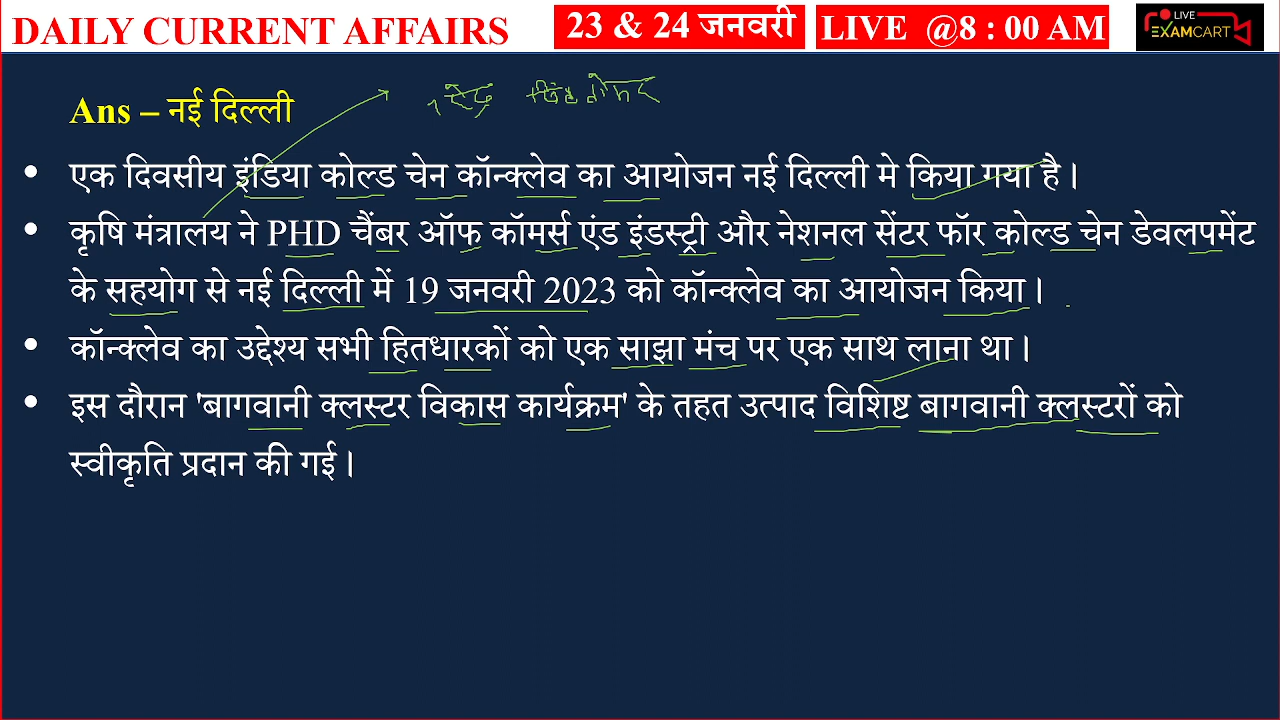 DAILY CURRENT AFFAIRS
23 & 24 जनवरी
LIVE @8 : 00 AM
LIVE
EXAMCART
Ans – नई दिल्ली
नरेंद्र सिंह तोमर
• एक दिवसीय इंडिया कोल्ड चेन कॉन्क्लेव का आयोजन नई दिल्ली मे किया गया है।
• कृषि मंत्रालय ने PHD चैंबर ऑफ कॉमर्स एंड इंडस्ट्री और नेशनल सेंटर फॉर कोल्ड चेन डेवलपमेंट
के सहयोग से नई दिल्ली में 19 जनवरी 2023 को कॉन्क्लेव का आयोजन किया।
• कॉन्क्लेव का उद्देश्य सभी हितधारकों को एक साझा मंच पर एक साथ लाना था।
• इस दौरान 'बागवानी क्लस्टर विकास कार्यक्रम' के तहत उत्पाद विशिष्ट बागवानी क्लस्टरों को
स्वीकृति प्रदान की गई।